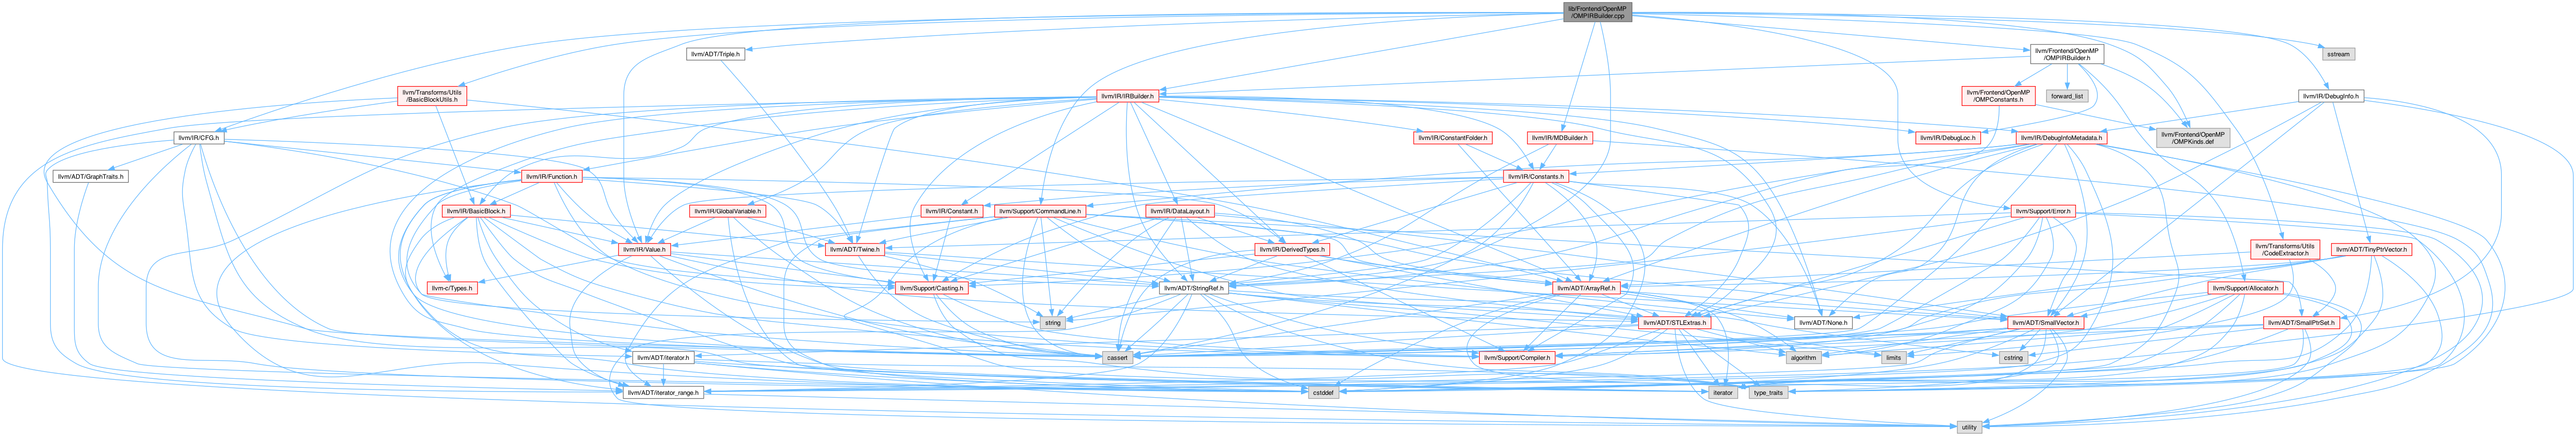 lib/Frontend/OpenMP
/OMPIRBuilder.cpp
llvm/ADT/Triple.h
llvm/Frontend/OpenMP
/OMPIRBuilder.h
sstream
llvm/Transforms/Utils
/BasicBlockUtils.h
llvm/IR/IRBuilder.h
llvm/Frontend/OpenMP
/OMPConstants.h
forward_list
llvm/IR/DebugInfo.h
llvm/IR/CFG.h
llvm/IR/ConstantFolder.h
llvm/IR/MDBuilder.h
llvm/IR/DebugLoc.h
llvm/IR/DebugInfoMetadata.h
llvm/Frontend/OpenMP
/OMPKinds.def
llvm/ADT/GraphTraits.h
llvm/IR/Function.h
llvm/IR/Constants.h
llvm/IR/BasicBlock.h
llvm/IR/GlobalVariable.h
llvm/IR/Constant.h
llvm/Support/CommandLine.h
llvm/IR/DataLayout.h
llvm/Support/Error.h
llvm/IR/Value.h
llvm/ADT/Twine.h
llvm/IR/DerivedTypes.h
llvm/Transforms/Utils
/CodeExtractor.h
llvm/ADT/TinyPtrVector.h
llvm-c/Types.h
llvm/Support/Casting.h
llvm/ADT/StringRef.h
llvm/ADT/ArrayRef.h
llvm/Support/Allocator.h
string
llvm/ADT/STLExtras.h
llvm/ADT/None.h
llvm/ADT/SmallVector.h
llvm/ADT/SmallPtrSet.h
llvm/ADT/iterator.h
cassert
llvm/Support/Compiler.h
algorithm
limits
cstring
llvm/ADT/iterator_range.h
cstddef
iterator
type_traits
utility